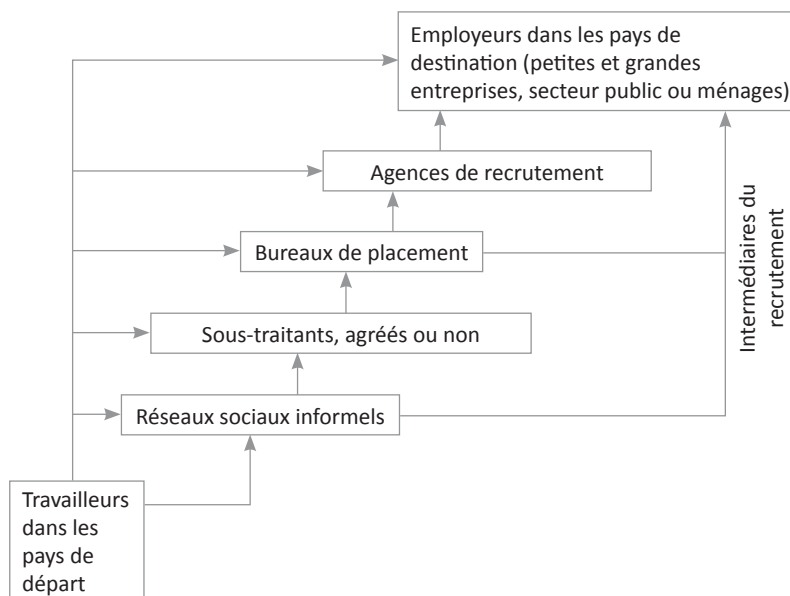 Employeurs dans les pays de
destination (petites et grandes
entreprises, secteur public ou ménages)
Agences de recrutement
Bureaux de placement
Sous-traitants, agréés ou non
Réseaux sociaux informels
Travailleurs
dans les
pays de
départ
Intermédiaires du
recrutement